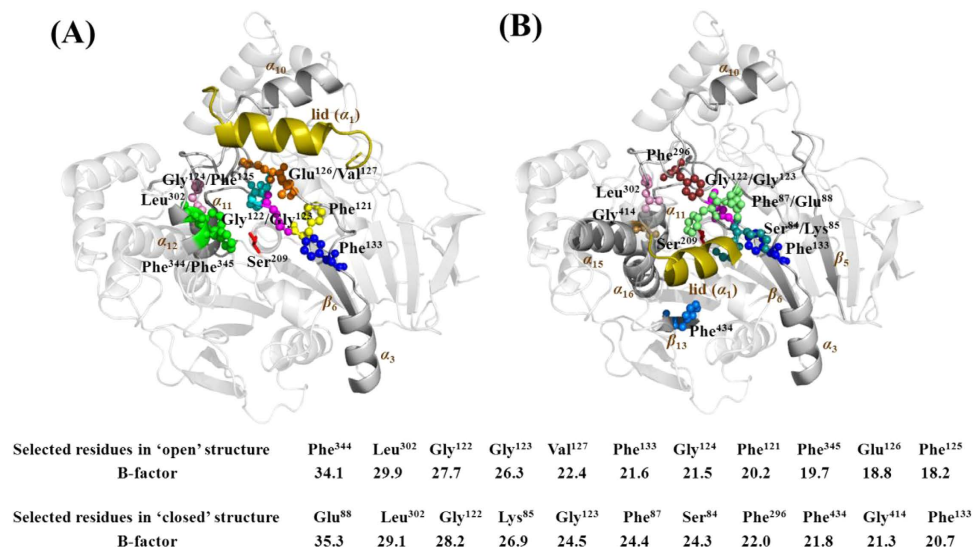 (A)
α10
lid (α1)
Glu126/Val127
Gly124/Phe125
Leu302
α11
Gly122/Gly123
Phe121
α12
Phe344/Phe345
Ser209
Phe133
β6
α3
(B)
α10
Phe296
Gly122/Gly123
Leu302
Phe87/Glu88
Gly414
α11
Ser84/Lys85
Ser209
Phe133
α15
α16
lid (α1)
β6
β5
Phe434
β13
α3
Selected residues in ‘open’ structure Phe344 Leu302 Gly122 Gly123 Val127 Phe133 Gly124 Phe121 Phe345 Glu126 Phe125
B-factor 34.1 29.9 27.7 26.3 22.4 21.6 21.5 20.2 19.7 18.8 18.2
Selected residues in ‘closed’ structure Glu88 Leu302 Gly122 Lys85 Gly123 Phe87 Ser84 Phe296 Phe434 Gly414 Phe133
B-factor 35.3 29.1 28.2 26.9 24.5 24.4 24.3 22.0 21.8 21.3 20.7